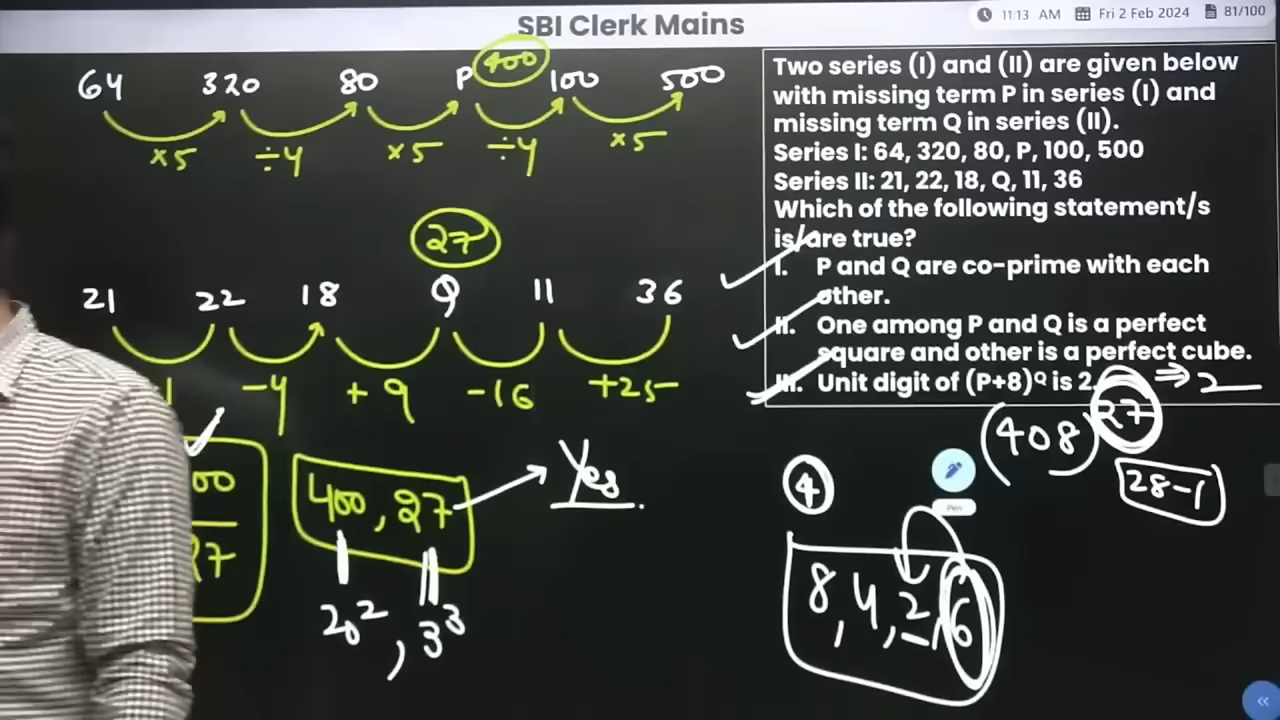 SBI Clerk Mains
11:13 AM Fri 2 Feb 2024 81/100
64 320 80 P 400 100 500
×5 ÷4 ×5 ÷4 ×5
27
21 22 18 Q 11 36
1 -4 +9 -16 +25
00
27
400, 27 Yes
20², 3³
Two series (I) and (II) are given below
with missing term P in series (I) and
missing term Q in series (II).
Series I: 64, 320, 80, P, 100, 500
Series II: 21, 22, 18, Q, 11, 36
Which of the following statement/s
is/are true?
I. P and Q are co-prime with each
other.
II. One among P and Q is a perfect
square and other is a perfect cube.
III. Unit digit of (P+8)^Q is 2. ⇒ 2
(408)^27
28-1
4
Pen
8, 4, 2, 6